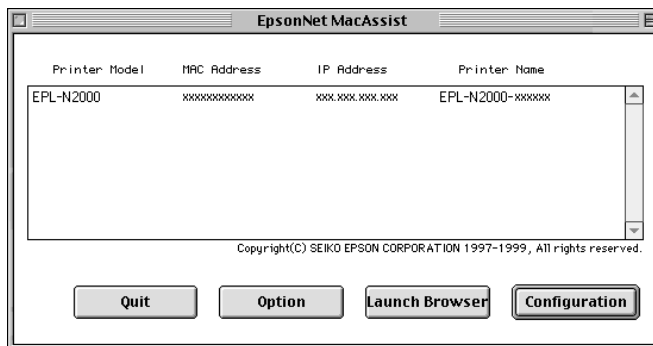 EpsonNet MacAssist
Printer Model MAC Address IP Address Printer Name
EPL-N2000 xxxxxxxxxxxx xxx.xxx.xxx.xxx EPL-N2000-xxxxxx
Copyright(C) SEIKO EPSON CORPORATION 1997-1999, All rights reserved.
Quit Option Launch Browser Configuration